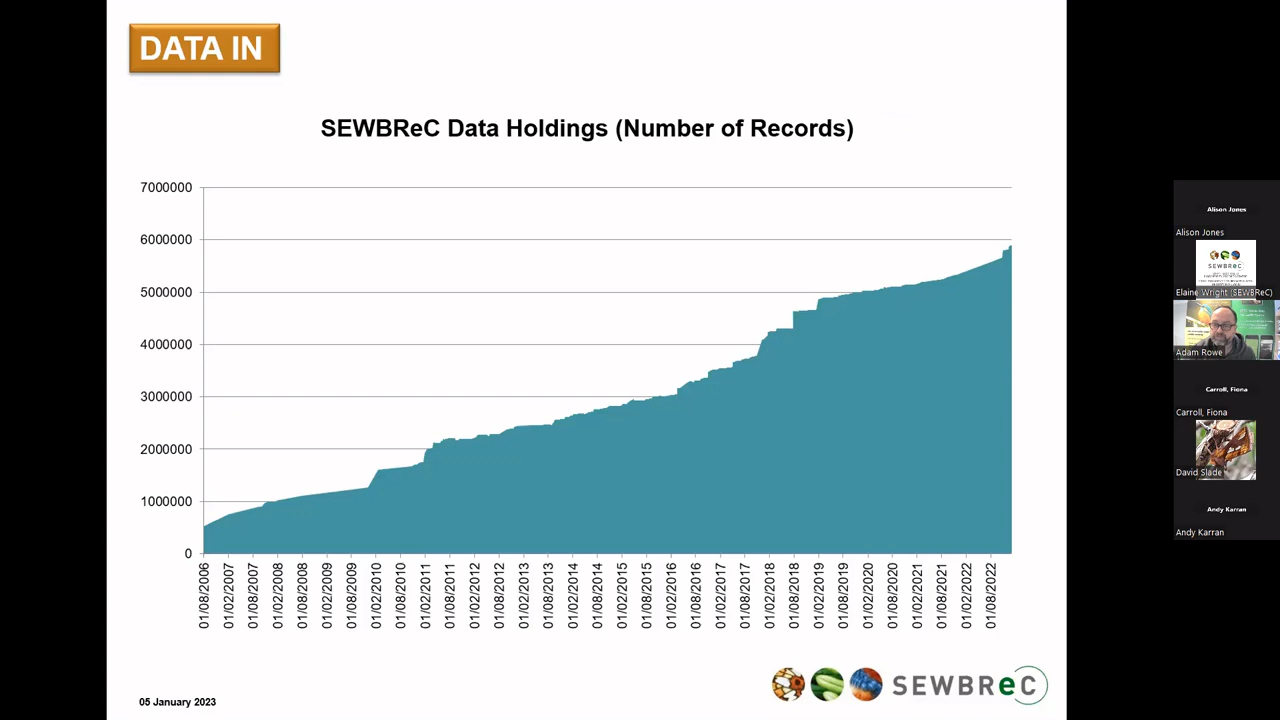 DATA IN
SEWBReC Data Holdings (Number of Records)
7000000
6000000
5000000
4000000
3000000
2000000
1000000
0
01/08/2006
01/02/2007
01/08/2007
01/02/2008
01/08/2008
01/02/2009
01/08/2009
01/02/2010
01/08/2010
01/02/2011
01/08/2011
01/02/2012
01/08/2012
01/02/2013
01/08/2013
01/02/2014
01/08/2014
01/02/2015
01/08/2015
01/02/2016
01/08/2016
01/02/2017
01/08/2017
01/02/2018
01/08/2018
01/02/2019
01/08/2019
01/02/2020
01/08/2020
01/02/2021
01/08/2021
01/02/2022
01/08/2022
05 January 2023
SEWBReC
Alison Jones
Alison Jones
SEWBReC
Elaine Wright (SEWBReC)
Adam Rowe
Carroll, Fiona
Carroll, Fiona
David Slade
Andy Karran
Andy Karran